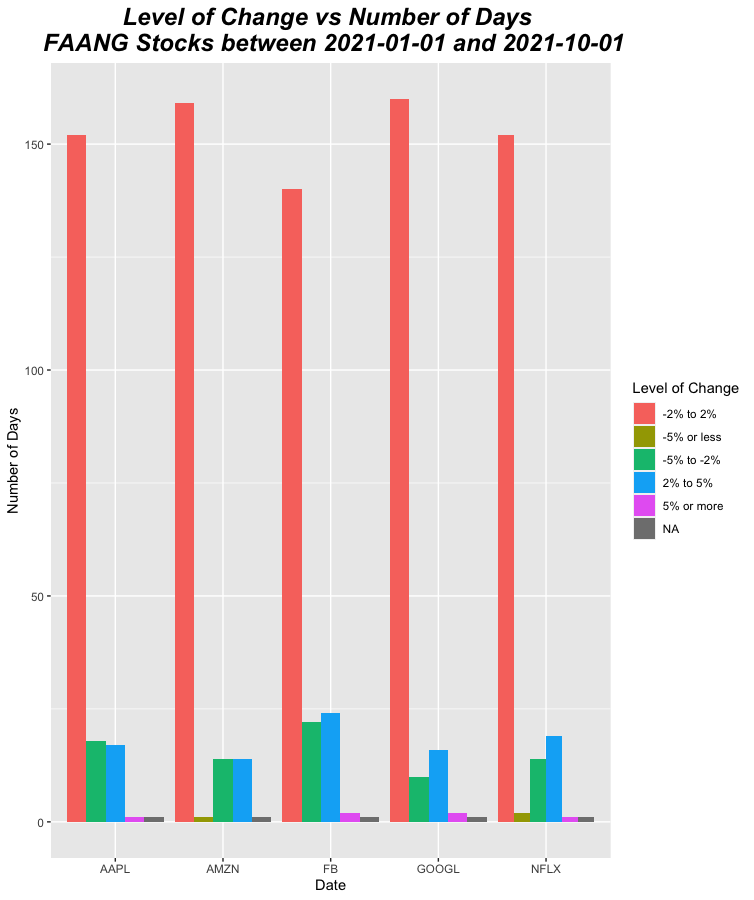 Level of Change vs Number of Days
FAANG Stocks between 2021-01-01 and 2021-10-01
Number of Days
150
100
50
0
AAPL
AMZN
FB
GOOGL
NFLX
Date
Level of Change
-2% to 2%
-5% or less
-5% to -2%
2% to 5%
5% or more
NA